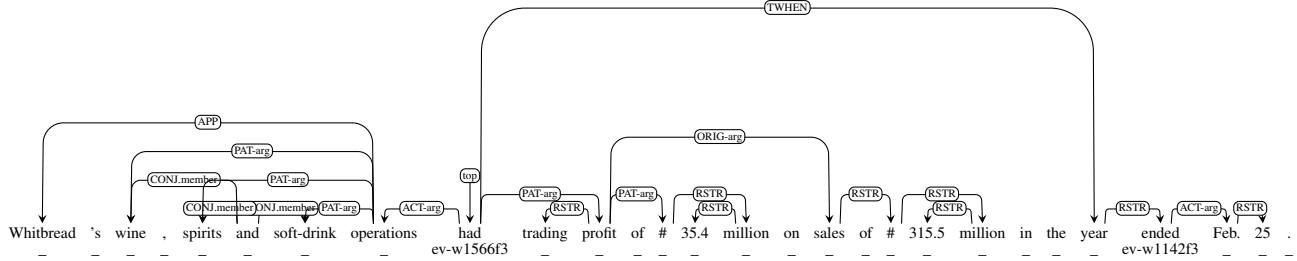 TWHEN
APP
ORIG-arg
PAT-arg
CONJ.member PAT-arg top
PAT-arg PAT-arg RSTR RSTR RSTR
CONJ.member ONJ.member PAT-arg ACT-arg RSTR RSTR RSTR RSTR ACT-arg RSTR
Whitbread 's wine , spirits and soft-drink operations had trading profit of # 35.4 million on sales of # 315.5 million in the year ended Feb. 25 .
_ _ _ _ _ _ _ _ ev-w1566f3 _ _ _ _ _ _ _ _ _ _ _ _ _ _ _ ev-w1142f3 _ _ _